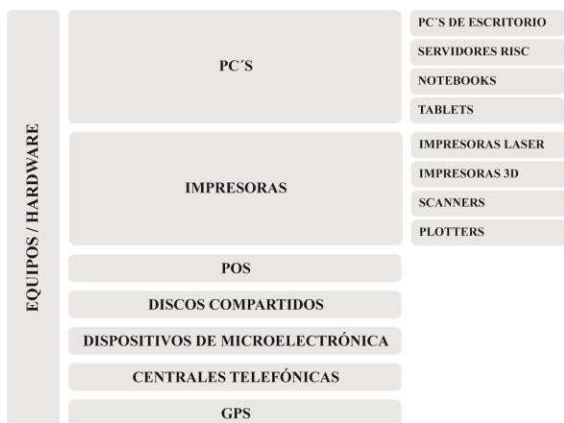 EQUIPOS / HARDWARE
PC´S
PC´S DE ESCRITORIO
SERVIDORES RISC
NOTEBOOKS
TABLETS
IMPRESORAS
IMPRESORAS LASER
IMPRESORAS 3D
SCANNERS
PLOTTERS
POS
DISCOS COMPARTIDOS
DISPOSITIVOS DE MICROELECTRÓNICA
CENTRALES TELEFÓNICAS
GPS